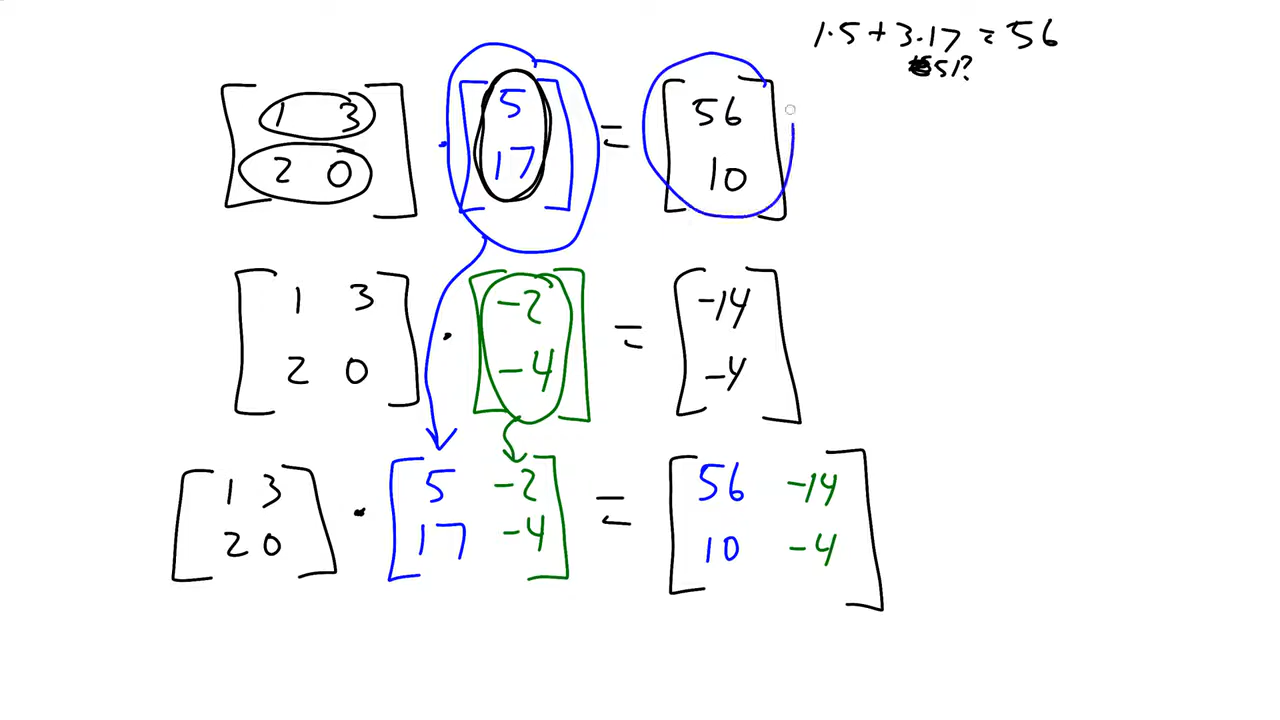 1·5 + 3·17 = 56
51?
[1 3] · [5] = [56]
[2 0] [17] [10]
[1 3] · [-2] = [-14]
[2 0] [-4] [-4]
[1 3] · [5 -2] = [56 -14]
[2 0] [17 -4] [10 -4]